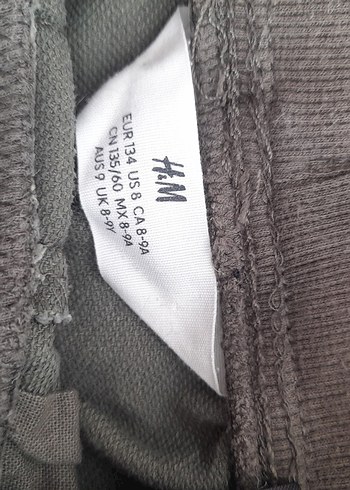 H&M
EUR 134 US 8 CA 8-9A
CN 135/60 MX 8-9A
AUS 9 UK 8-9Y